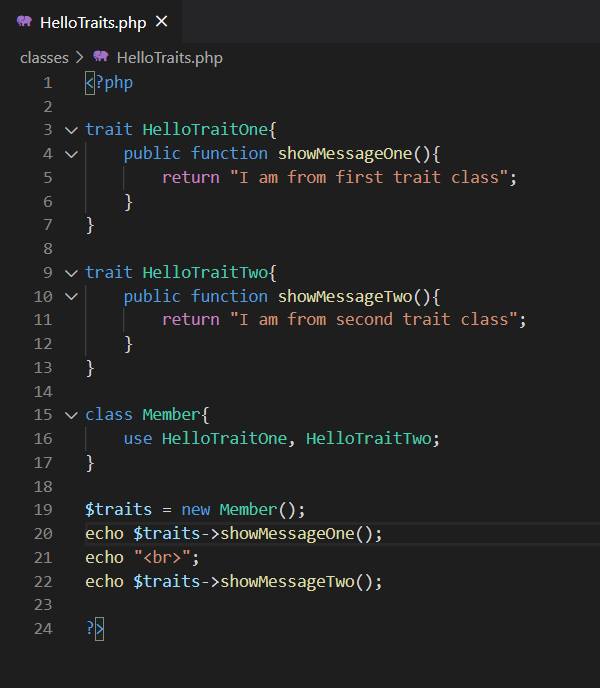 HelloTraits.php ×
classes > HelloTraits.php
1 <?php
2
3 trait HelloTraitOne{
4     public function showMessageOne(){
5         return "I am from first trait class";
6     }
7 }
8
9 trait HelloTraitTwo{
10     public function showMessageTwo(){
11         return "I am from second trait class";
12     }
13 }
14
15 class Member{
16     use HelloTraitOne, HelloTraitTwo;
17 }
18
19 $traits = new Member();
20 echo $traits->showMessageOne();
21 echo "<br>";
22 echo $traits->showMessageTwo();
23
24 ?>